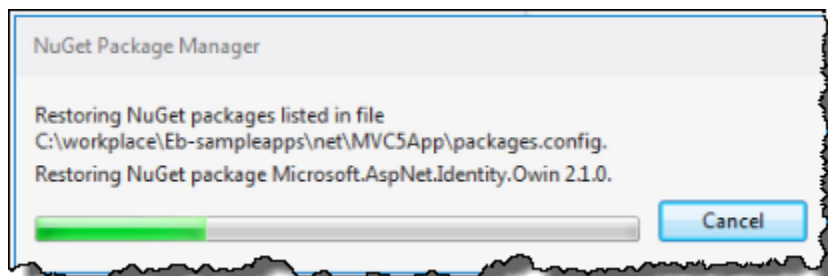 NuGet Package Manager
Restoring NuGet packages listed in file
C:\workplace\Eb-sampleapps\net\MVC5App\packages.config.
Restoring NuGet package Microsoft.AspNet.Identity.Owin 2.1.0.
Cancel